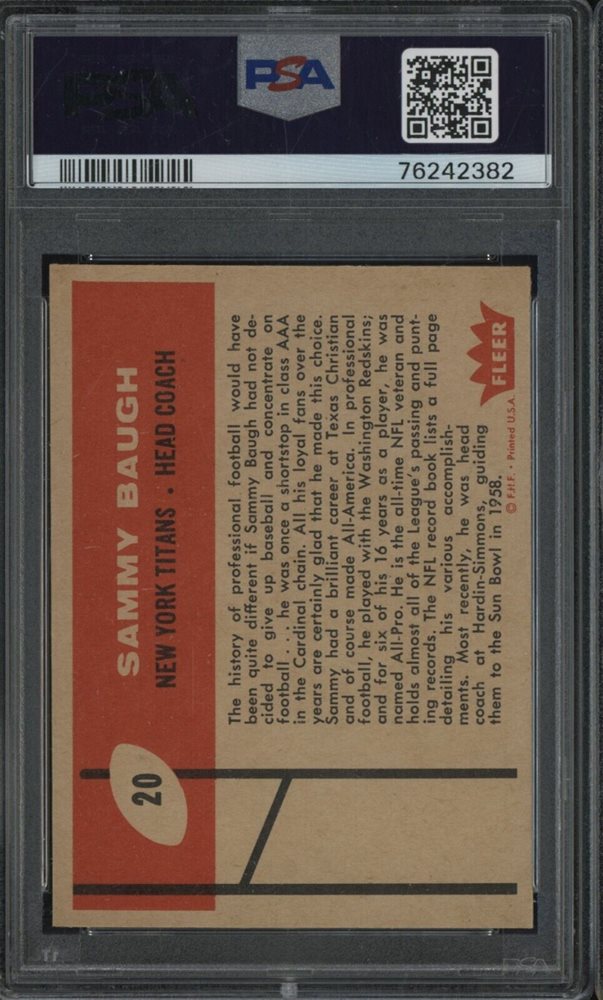 PSA
76242382
20
SAMMY BAUGH
NEW YORK TITANS • HEAD COACH
The history of professional football would have
been quite different if Sammy Baugh had not de-
cided to give up baseball and concentrate on
football . . . he was once a shortstop in class AAA
in the Cardinal chain. All his loyal fans over the
years are certainly glad that he made this choice.
Sammy had a brilliant career at Texas Christian
and of course made All-America. In professional
football, he played with the Washington Redskins;
and for six of his 16 years as a player, he was
named All-Pro. He is the all-time NFL veteran and
holds almost all of the League's passing and punt-
ing records. The NFL record book lists a full page
detailing his various accomplish-
ments. Most recently, he was head
coach at Hardin-Simmons, guiding
them to the Sun Bowl in 1958.
© F.H.F. • Printed U.S.A.
FLEER
PSA